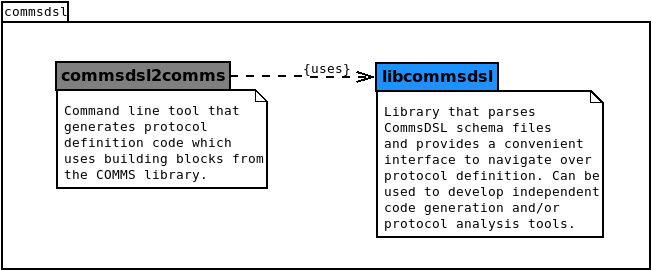 commsdsl
commsdsl2comms
{uses}
libcommsdsl
Command line tool that
generates protocol
definition code which
uses building blocks from
the COMMS library.
Library that parses
CommsDSL schema files
and provides a convenient
interface to navigate over
protocol definition. Can be
used to develop independent
code generation and/or
protocol analysis tools.